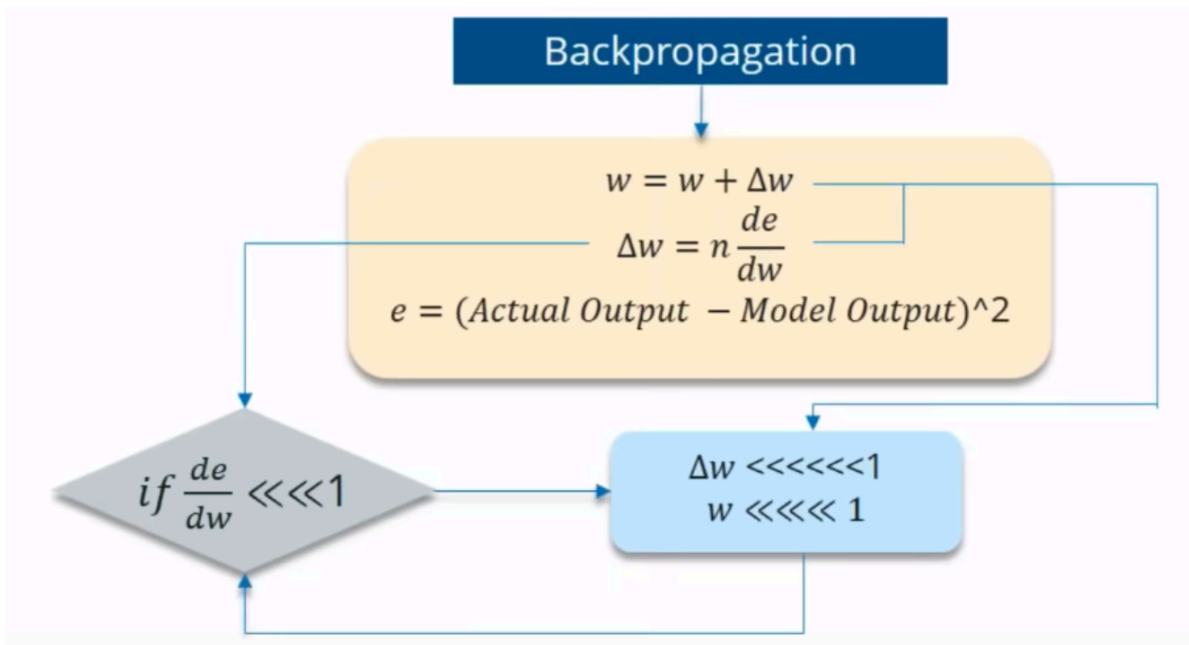 Backpropagation
w = w + Δw
Δw = n de/dw
e = (Actual Output − Model Output)^2
if de/dw ⋘1
Δw <<<<<<1
w ⋘≪ 1